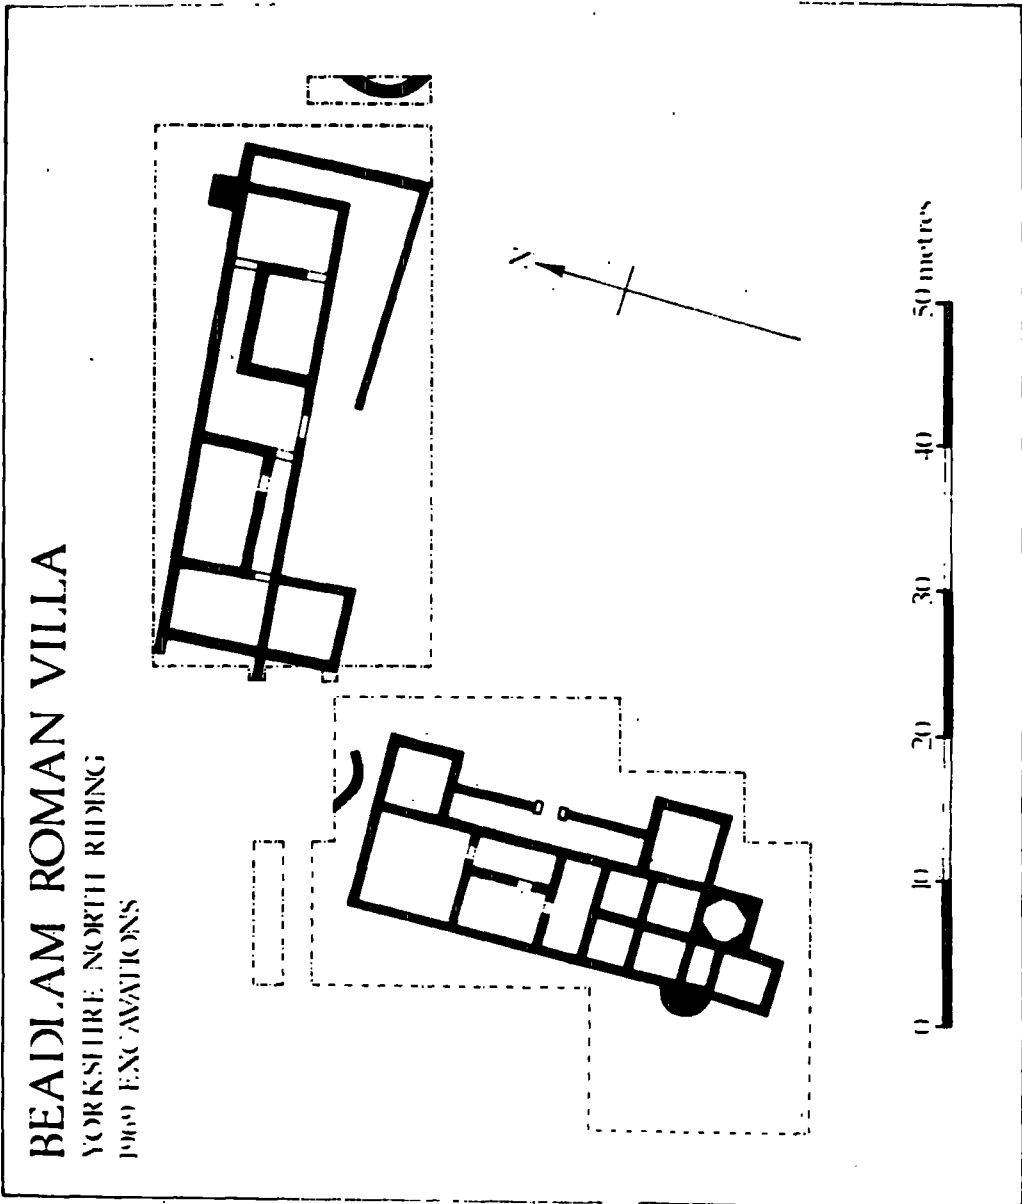 BEADLAM ROMAN VILLA
YORKSHIRE NORTH RIDING
1969 EXCAVATIONS
N
0 10 20 30 40 50 metres